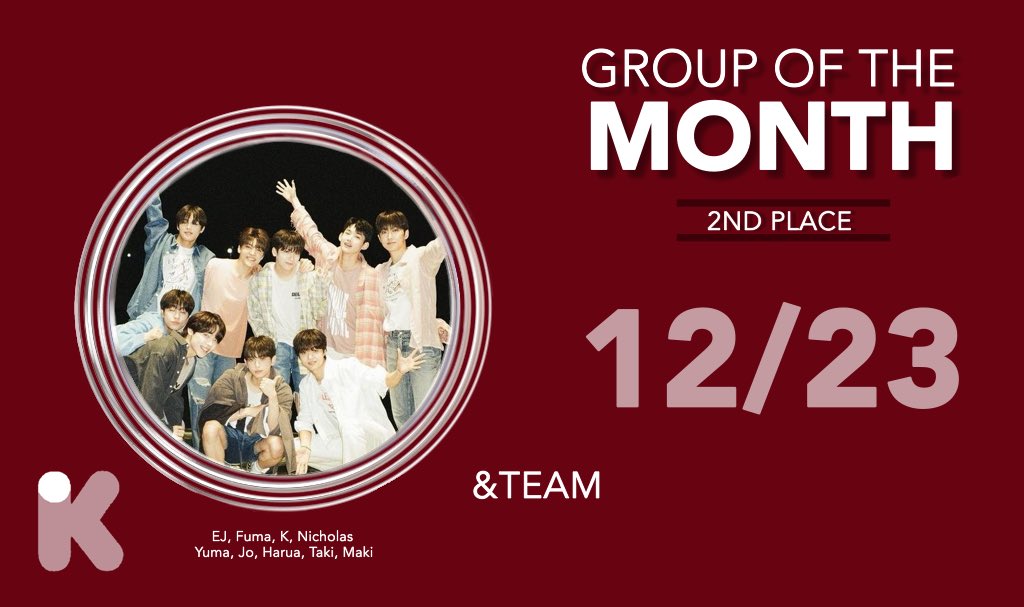 GROUP OF THE
MONTH
2ND PLACE
12/23
&TEAM
K
EJ, Fuma, K, Nicholas
Yuma, Jo, Harua, Taki, Maki